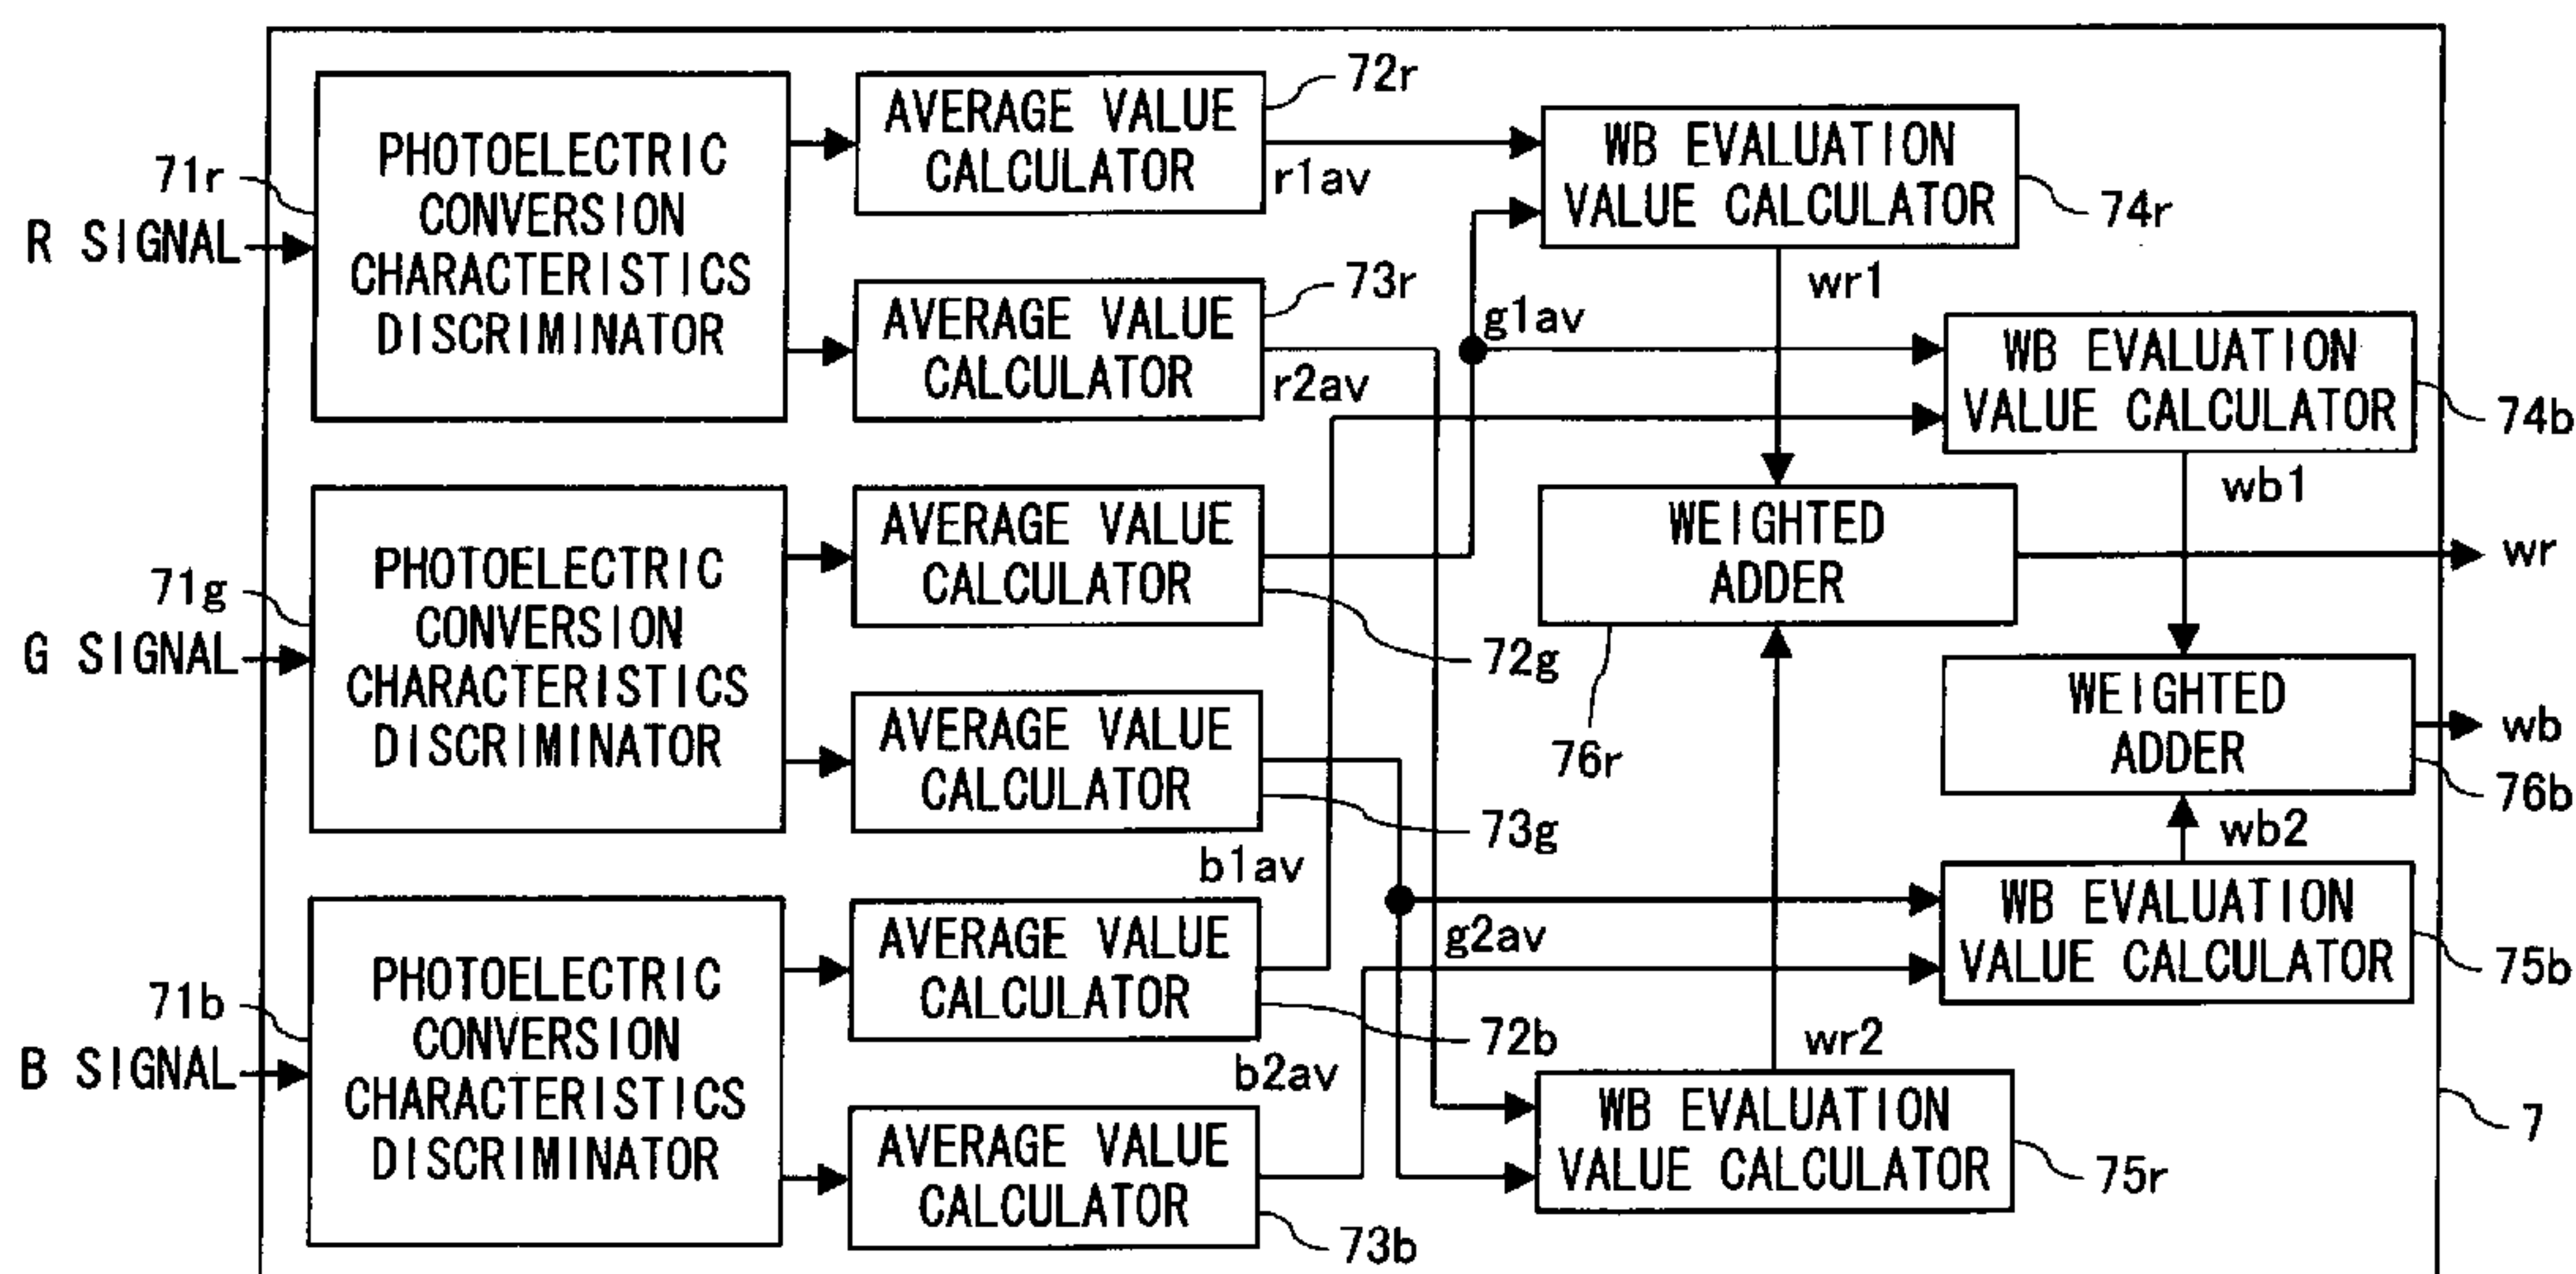 R SIGNAL
71r
PHOTOELECTRIC
CONVERSION
CHARACTERISTICS
DISCRIMINATOR
AVERAGE VALUE
CALCULATOR
72r
r1av
AVERAGE VALUE
CALCULATOR
73r
r2av
G SIGNAL
71g
PHOTOELECTRIC
CONVERSION
CHARACTERISTICS
DISCRIMINATOR
AVERAGE VALUE
CALCULATOR
72g
g1av
AVERAGE VALUE
CALCULATOR
73g
g2av
B SIGNAL
71b
PHOTOELECTRIC
CONVERSION
CHARACTERISTICS
DISCRIMINATOR
b1av
AVERAGE VALUE
CALCULATOR
72b
b2av
AVERAGE VALUE
CALCULATOR
73b
WB EVALUATION
VALUE CALCULATOR
74r
wr1
WEIGHTED
ADDER
76r
wr
wr2
WB EVALUATION
VALUE CALCULATOR
75r
WB EVALUATION
VALUE CALCULATOR
74b
wb1
WEIGHTED
ADDER
wb
76b
wb2
WB EVALUATION
VALUE CALCULATOR
75b
7